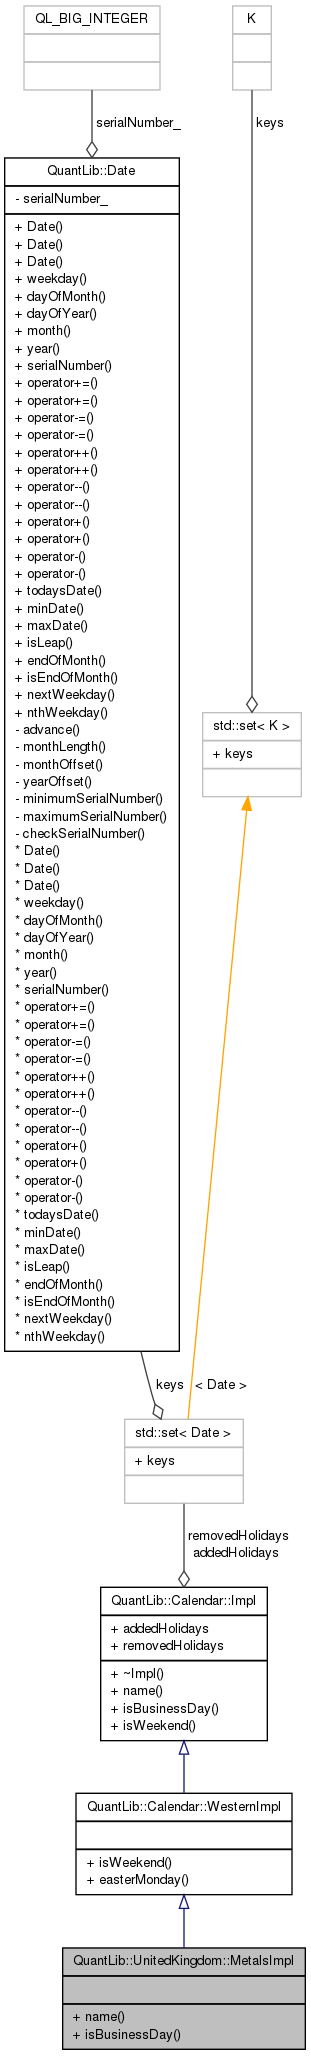 QL_BIG_INTEGER
K
serialNumber_
keys
QuantLib::Date
- serialNumber_
+ Date()
+ Date()
+ Date()
+ weekday()
+ dayOfMonth()
+ dayOfYear()
+ month()
+ year()
+ serialNumber()
+ operator+=()
+ operator+=()
+ operator-=()
+ operator-=()
+ operator++()
+ operator++()
+ operator--()
+ operator--()
+ operator+()
+ operator+()
+ operator-()
+ operator-()
+ todaysDate()
+ minDate()
+ maxDate()
+ isLeap()
+ endOfMonth()
+ isEndOfMonth()
+ nextWeekday()
+ nthWeekday()
- advance()
- monthLength()
- monthOffset()
- yearOffset()
- minimumSerialNumber()
- maximumSerialNumber()
- checkSerialNumber()
* Date()
* Date()
* Date()
* weekday()
* dayOfMonth()
* dayOfYear()
* month()
* year()
* serialNumber()
* operator+=()
* operator+=()
* operator-=()
* operator-=()
* operator++()
* operator++()
* operator--()
* operator--()
* operator+()
* operator+()
* operator-()
* operator-()
* todaysDate()
* minDate()
* maxDate()
* isLeap()
* endOfMonth()
* isEndOfMonth()
* nextWeekday()
* nthWeekday()
std::set< K >
+ keys
keys
< Date >
std::set< Date >
+ keys
removedHolidays
addedHolidays
QuantLib::Calendar::Impl
+ addedHolidays
+ removedHolidays
+ ~Impl()
+ name()
+ isBusinessDay()
+ isWeekend()
QuantLib::Calendar::WesternImpl
+ isWeekend()
+ easterMonday()
QuantLib::UnitedKingdom::MetalsImpl
+ name()
+ isBusinessDay()